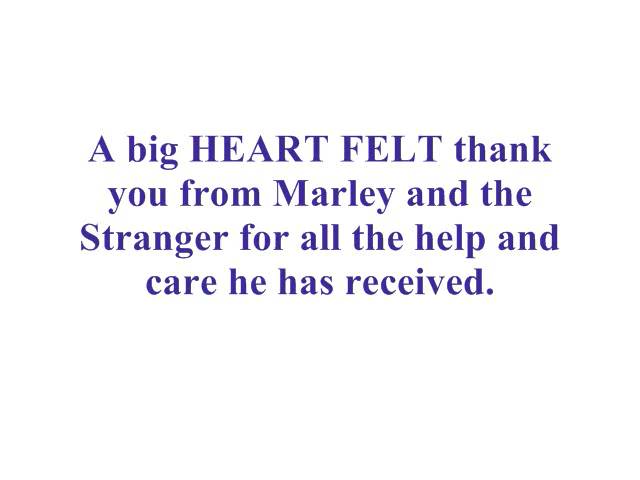 A big HEART FELT thank
you from Marley and the
Stranger for all the help and
care he has received.